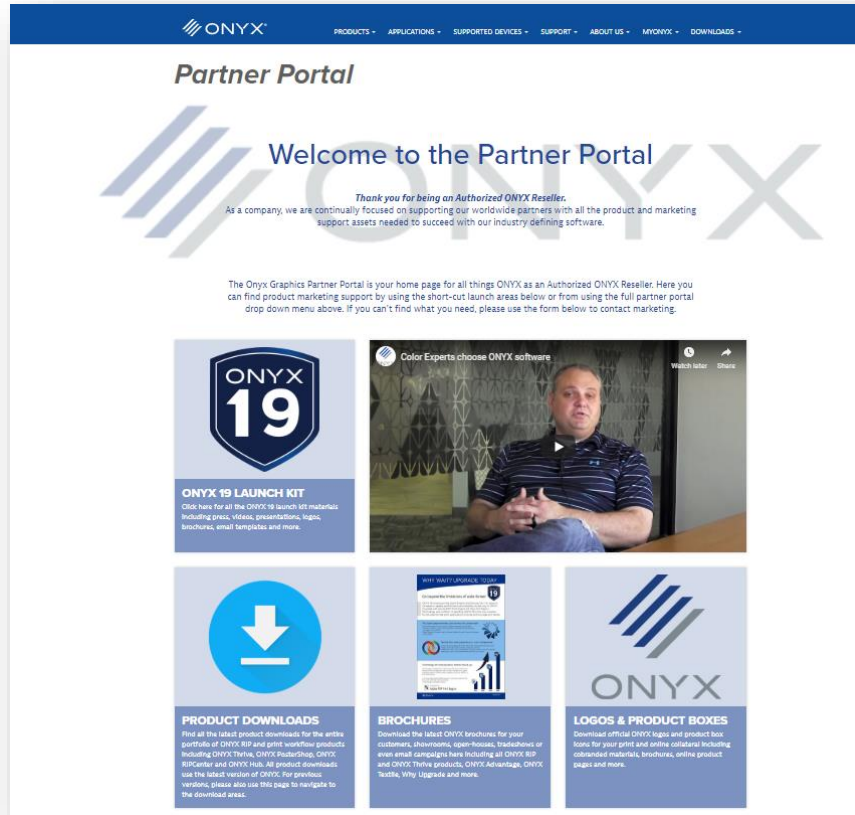 ONYX
PRODUCTS APPLICATIONS SUPPORTED DEVICES SUPPORT ABOUT US MYONYX DOWNLOADS
Partner Portal
ONYX
Welcome to the Partner Portal
Thank you for being an Authorized ONYX Reseller.
As a company, we are continually focused on supporting our worldwide partners with all the product and marketing
support assets needed to succeed with our industry defining software.
The Onyx Graphics Partner Portal is your home page for all things ONYX as an Authorized ONYX Reseller. Here you
can find product marketing support by using the short-cut launch areas below or from using the full partner portal
drop down menu above. If you can't find what you need, please use the form below to contact marketing.
ONYX
19
ONYX 19 LAUNCH KIT
Click here for all the ONYX 19 launch kit materials
including press, videos, presentations, logos,
brochures, email templates and more.
Color Experts choose ONYX software
Watch later Share
PRODUCT DOWNLOADS
Find all the latest product downloads for the entire
portfolio of ONYX RIP and print workflow products
including ONYX Thrive, ONYX PosterShop, ONYX
RIPCenter and ONYX Hub. All product downloads
use the latest version of ONYX. For previous
versions, please also use this page to navigate to
the download areas.
WHY WAIT? UPGRADE TODAY
19
BROCHURES
Download the latest ONYX brochures for your
customers, showrooms, open-houses, tradeshows or
even email campaigns here including all ONYX RIP
and ONYX Thrive products, ONYX Advantage, ONYX
Textile, Why Upgrade and more.
ONYX
LOGOS & PRODUCT BOXES
Download official ONYX logos and product box
icons for your print and online collateral including
cobranded materials, brochures, online product
pages and more.